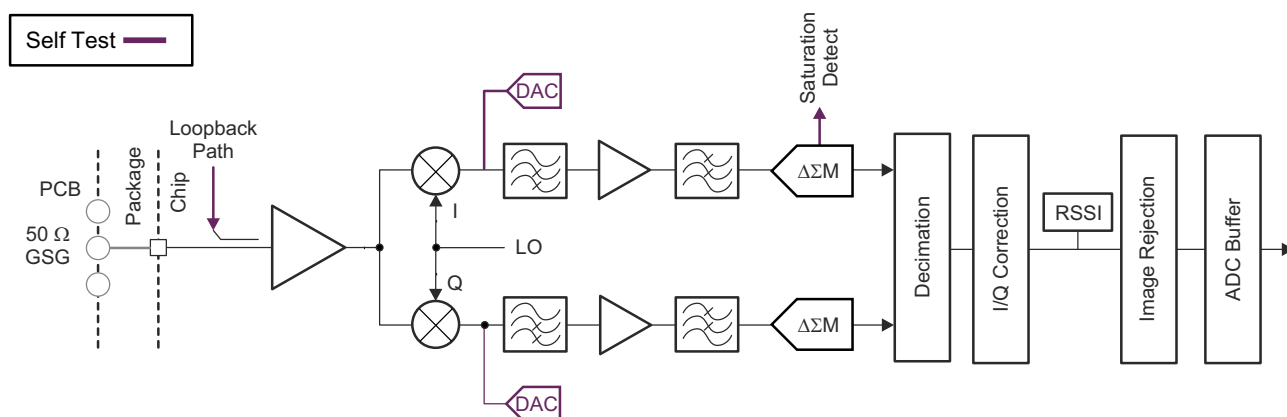 Self Test
DAC
Saturation
Detect
Loopback
Path
PCB
Package
Chip
50 Ω
GSG
I
LO
Q
ΔΣM
ΔΣM
DAC
Decimation
I/Q Correction
RSSI
Image Rejection
ADC Buffer